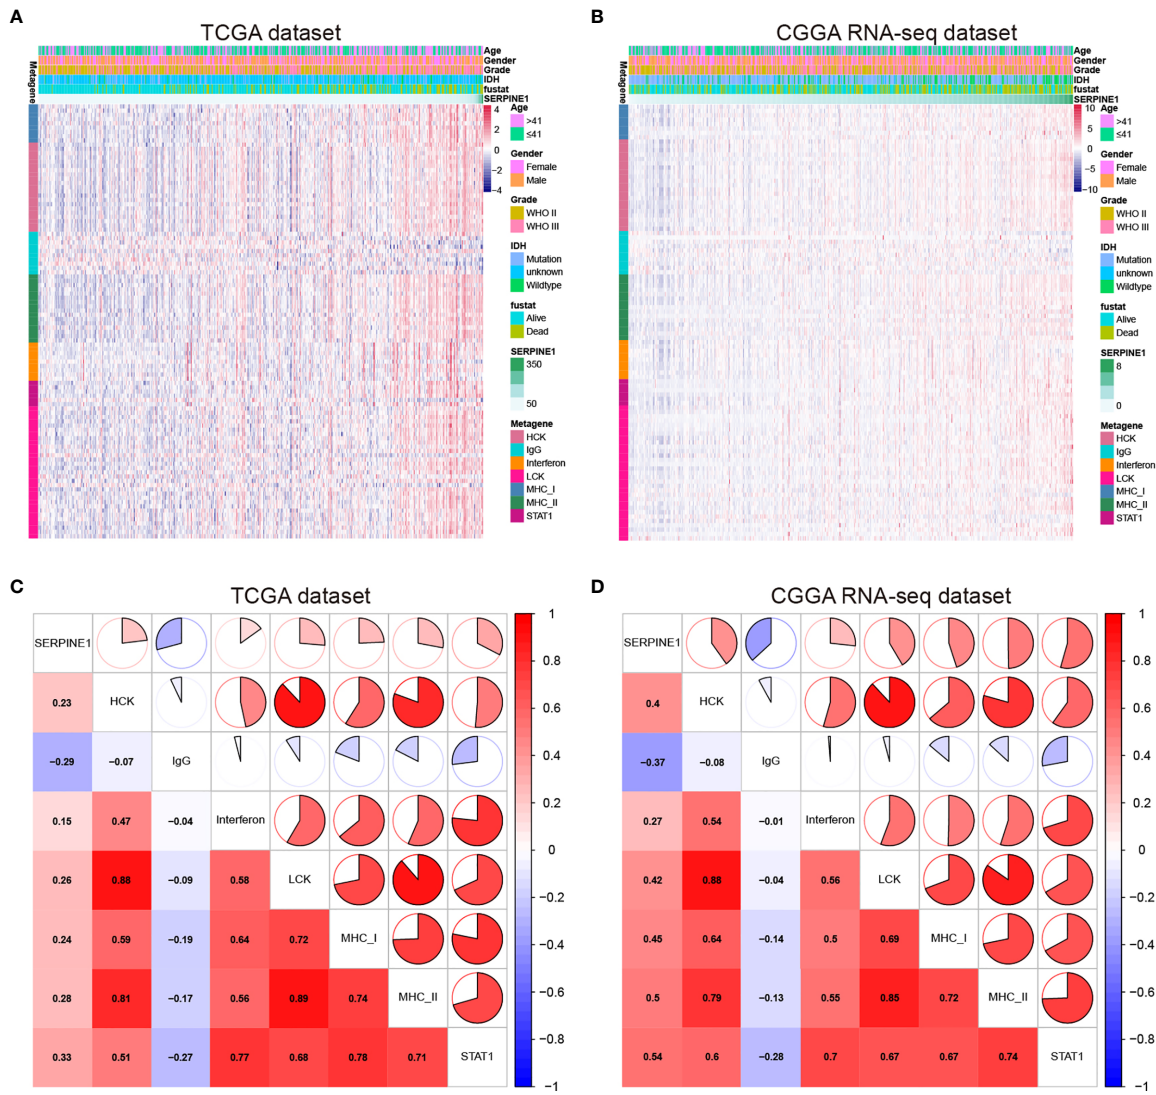 A
TCGA dataset
Age
Gender
Grade
IDH
fustat
SERPINE1
Metagene
4
2
0
−2
−4
Age
>41
≤41
Gender
Female
Male
Grade
WHO II
WHO III
IDH
Mutation
unknown
Wildtype
fustat
Alive
Dead
SERPINE1
350
50
Metagene
HCK
IgG
Interferon
LCK
MHC_I
MHC_II
STAT1
B
CGGA RNA-seq dataset
Age
Gender
Grade
IDH
fustat
SERPINE1
Metagene
10
5
0
−5
−10
Age
>41
≤41
Gender
Female
Male
Grade
WHO II
WHO III
IDH
Mutation
unknown
Wildtype
fustat
Alive
Dead
SERPINE1
8
0
Metagene
HCK
IgG
Interferon
LCK
MHC_I
MHC_II
STAT1
C
TCGA dataset
SERPINE1
0.23 HCK
−0.29 −0.07 IgG
0.15 0.47 −0.04 Interferon
0.26 0.88 −0.09 0.58 LCK
0.24 0.59 −0.19 0.64 0.72 MHC_I
0.28 0.81 −0.17 0.56 0.89 0.74 MHC_II
0.33 0.51 −0.27 0.77 0.68 0.78 0.71 STAT1
1
0.8
0.6
0.4
0.2
0
−0.2
−0.4
−0.6
−0.8
−1
D
CGGA RNA-seq dataset
SERPINE1
0.4 HCK
−0.37 −0.08 IgG
0.27 0.54 −0.01 Interferon
0.42 0.88 −0.04 0.56 LCK
0.45 0.64 −0.14 0.5 0.69 MHC_I
0.5 0.79 −0.13 0.55 0.85 0.72 MHC_II
0.54 0.6 −0.28 0.7 0.67 0.67 0.74 STAT1
1
0.8
0.6
0.4
0.2
0
−0.2
−0.4
−0.6
−0.8
−1